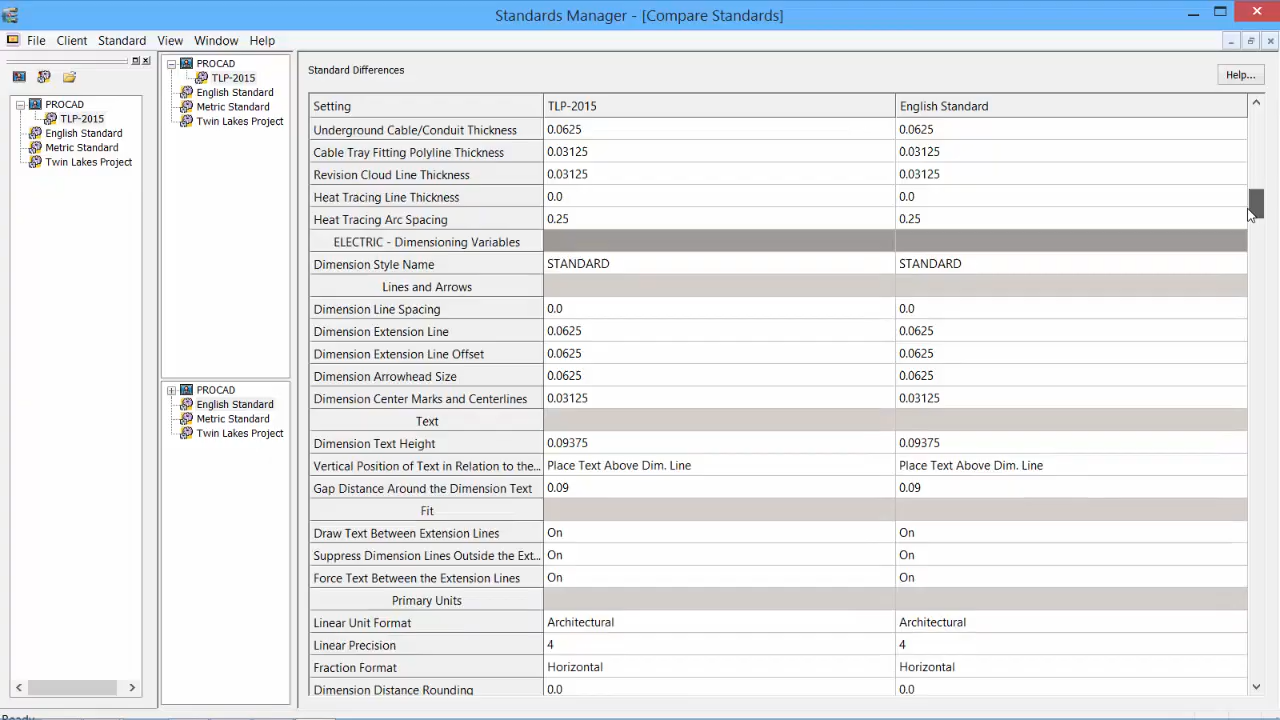 Standards Manager - [Compare Standards]
File Client Standard View Window Help
PROCAD
TLP-2015
English Standard
Metric Standard
Twin Lakes Project
PROCAD
TLP-2015
English Standard
Metric Standard
Twin Lakes Project
PROCAD
English Standard
Metric Standard
Twin Lakes Project
Standard Differences
Help...
Setting TLP-2015 English Standard
Underground Cable/Conduit Thickness 0.0625 0.0625
Cable Tray Fitting Polyline Thickness 0.03125 0.03125
Revision Cloud Line Thickness 0.03125 0.03125
Heat Tracing Line Thickness 0.0 0.0
Heat Tracing Arc Spacing 0.25 0.25
ELECTRIC - Dimensioning Variables
Dimension Style Name STANDARD STANDARD
Lines and Arrows
Dimension Line Spacing 0.0 0.0
Dimension Extension Line 0.0625 0.0625
Dimension Extension Line Offset 0.0625 0.0625
Dimension Arrowhead Size 0.0625 0.0625
Dimension Center Marks and Centerlines 0.03125 0.03125
Text
Dimension Text Height 0.09375 0.09375
Vertical Position of Text in Relation to the... Place Text Above Dim. Line Place Text Above Dim. Line
Gap Distance Around the Dimension Text 0.09 0.09
Fit
Draw Text Between Extension Lines On On
Suppress Dimension Lines Outside the Ext... On On
Force Text Between the Extension Lines On On
Primary Units
Linear Unit Format Architectural Architectural
Linear Precision 4 4
Fraction Format Horizontal Horizontal
Dimension Distance Rounding 0.0 0.0
Ready